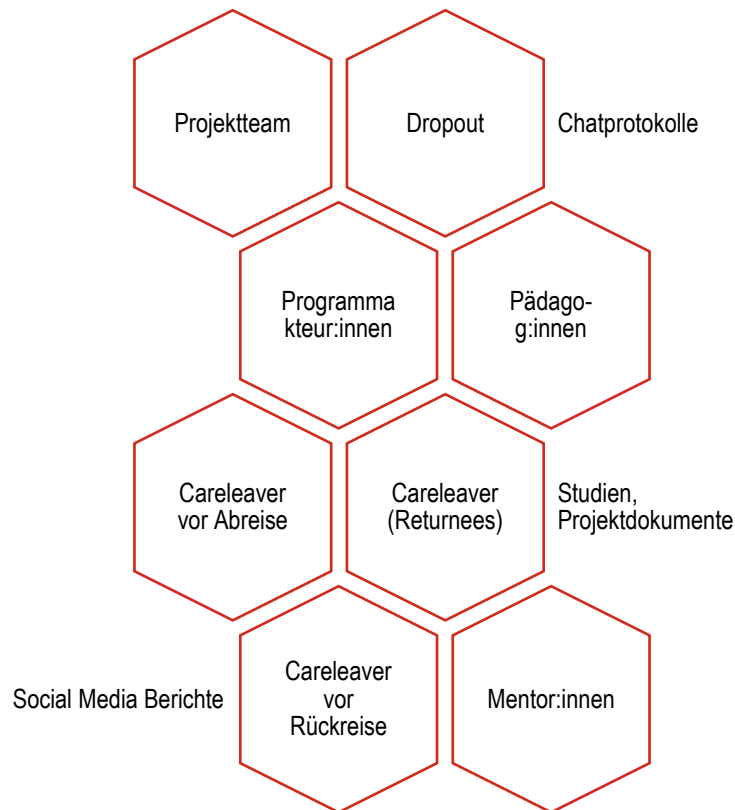 Projektteam
Dropout
Chatprotokolle
Programma
kteur:innen
Pädago-
g:innen
Careleaver
vor Abreise
Careleaver
(Returnees)
Studien,
Projektdokumente
Social Media Berichte
Careleaver
vor
Rückreise
Mentor:innen